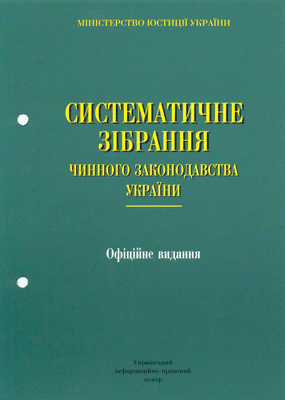 МІНІСТЕРСТВО ЮСТИЦІЇ УКРАЇНИ
СИСТЕМАТИЧНЕ
ЗІБРАННЯ
ЧИННОГО ЗАКОНОДАВСТВА
УКРАЇНИ
Офіційне видання
Український
інформаційно-правовий
центр